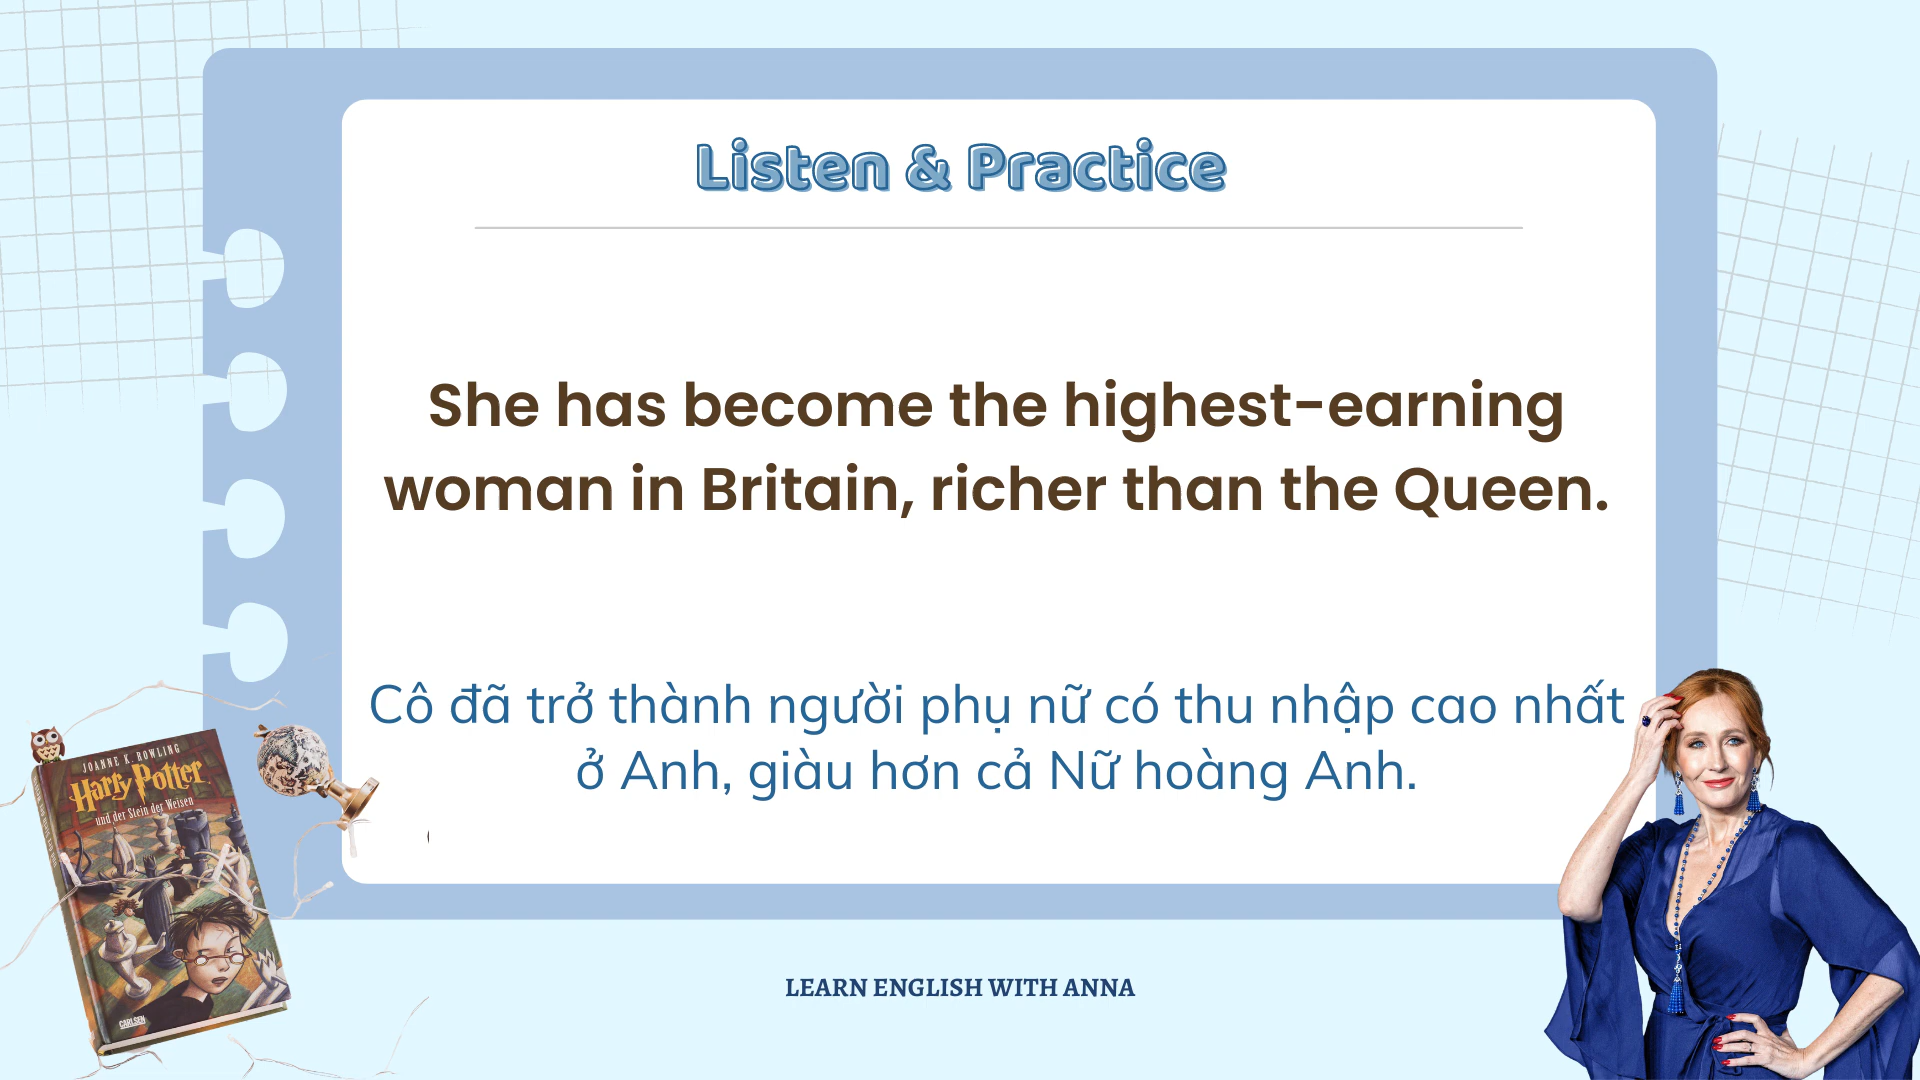 Listen & Practice
She has become the highest-earning
woman in Britain, richer than the Queen.
Cô đã trở thành người phụ nữ có thu nhập cao nhất
ở Anh, giàu hơn cả Nữ hoàng Anh.
JOANNE K. ROWLING
Harry Potter
und der Stein der Weisen
CARLSEN
LEARN ENGLISH WITH ANNA